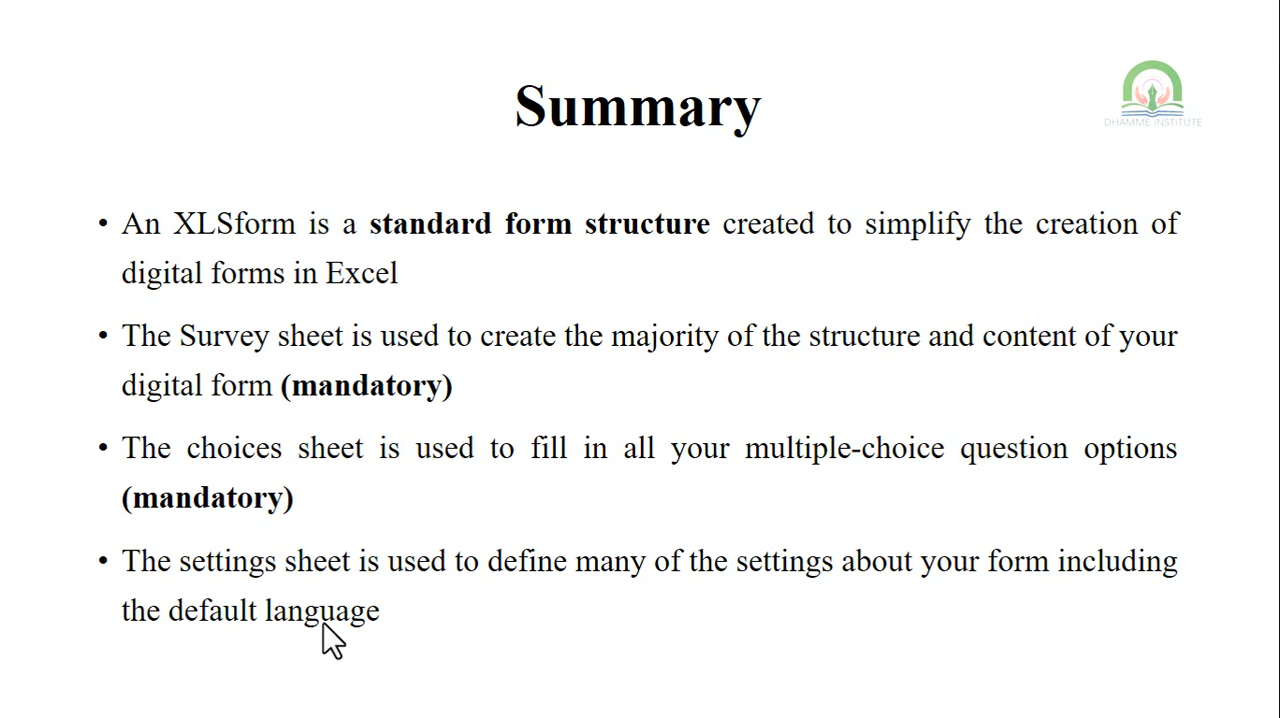 Summary
DHAMME INSTITUTE
• An XLSform is a standard form structure created to simplify the creation of
digital forms in Excel
• The Survey sheet is used to create the majority of the structure and content of your
digital form (mandatory)
• The choices sheet is used to fill in all your multiple-choice question options
(mandatory)
• The settings sheet is used to define many of the settings about your form including
the default language